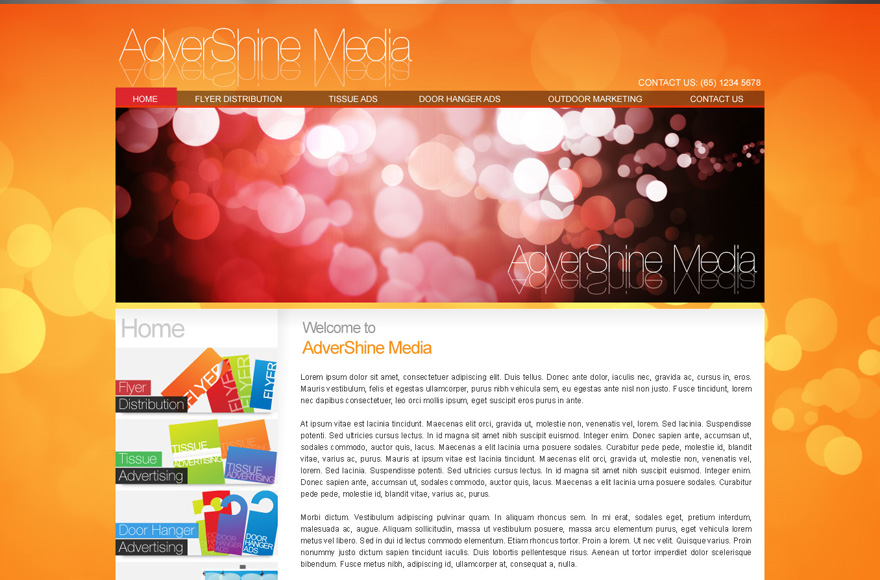 AdverShine Media
CONTACT US: (65) 1234 5678
HOME FLYER DISTRIBUTION TISSUE ADS DOOR HANGER ADS OUTDOOR MARKETING CONTACT US
AdverShine Media
Home
Flyer
Distribution
FLYER
FLYER
FLYER
FLYER
Tissue
Advertising
TISSUE
ADVERTISING
TISSUE
ADVERTISING
TISSUE
ADVERTISING
Door Hanger
Advertising
DOOR
HANGER
ADS
DOOR
HANGER
ADS
Welcome to
AdverShine Media
Lorem ipsum dolor sit amet, consectetuer adipiscing elit. Duis tellus. Donec ante dolor, iaculis nec, gravida ac, cursus in, eros.
Mauris vestibulum, felis et egestas ullamcorper, purus nibh vehicula sem, eu egestas ante nisl non justo. Fusce tincidunt, lorem
nec dapibus consectetuer, leo orci mollis ipsum, eget suscipit eros purus in ante.
At ipsum vitae est lacinia tincidunt. Maecenas elit orci, gravida ut, molestie non, venenatis vel, lorem. Sed lacinia. Suspendisse
potenti. Sed ultricies cursus lectus. In id magna sit amet nibh suscipit euismod. Integer enim. Donec sapien ante, accumsan ut,
sodales commodo, auctor quis, lacus. Maecenas a elit lacinia urna posuere sodales. Curabitur pede pede, molestie id, blandit
vitae, varius ac, purus. Mauris at ipsum vitae est lacinia tincidunt. Maecenas elit orci, gravida ut, molestie non, venenatis vel,
lorem. Sed lacinia. Suspendisse potenti. Sed ultricies cursus lectus. In id magna sit amet nibh suscipit euismod. Integer enim.
Donec sapien ante, accumsan ut, sodales commodo, auctor quis, lacus. Maecenas a elit lacinia urna posuere sodales. Curabitur
pede pede, molestie id, blandit vitae, varius ac, purus.
Morbi dictum. Vestibulum adipiscing pulvinar quam. In aliquam rhoncus sem. In mi erat, sodales eget, pretium interdum,
malesuada ac, augue. Aliquam sollicitudin, massa ut vestibulum posuere, massa arcu elementum purus, eget vehicula lorem
metus vel libero. Sed in dui id lectus commodo elementum. Etiam rhoncus tortor. Proin a lorem. Ut nec velit. Quisque varius. Proin
nonummy justo dictum sapien tincidunt iaculis. Duis lobortis pellentesque risus. Aenean ut tortor imperdiet dolor scelerisque
bibendum. Fusce metus nibh, adipiscing id, ullamcorper at, consequat a, nulla.